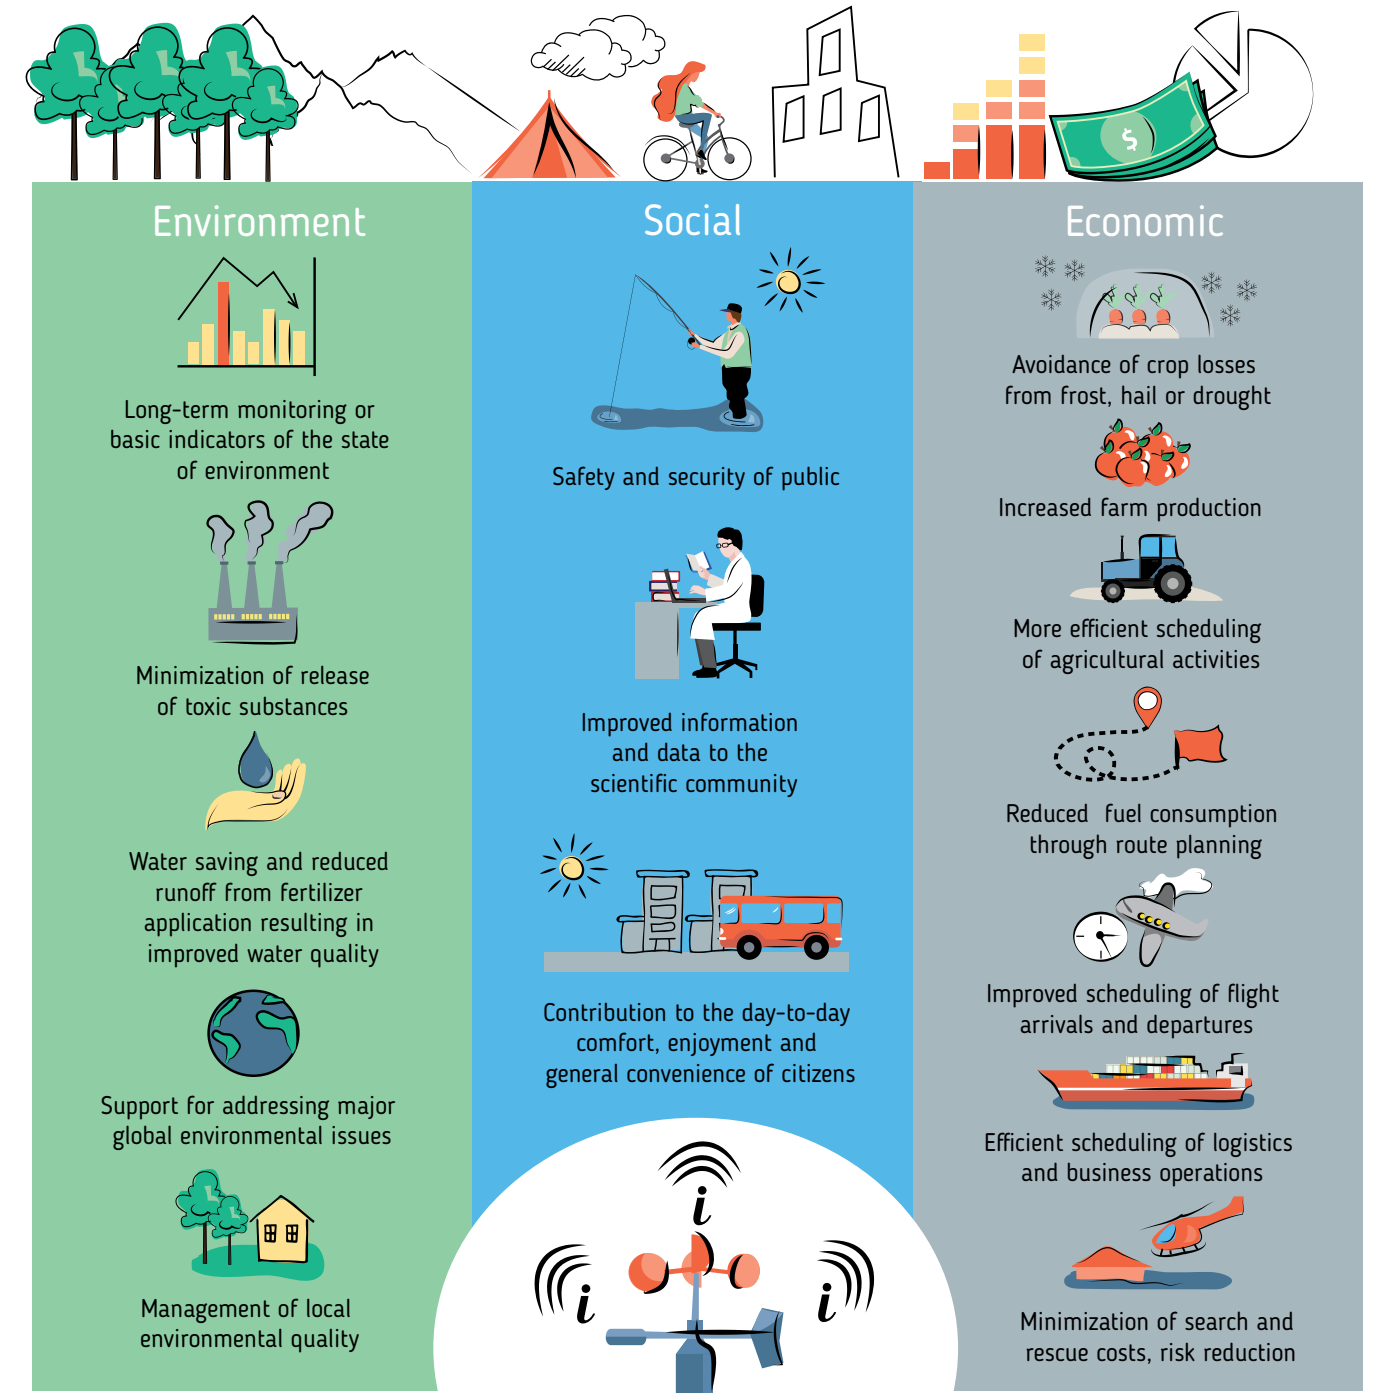 Environment
Long-term monitoring or
basic indicators of the state
of environment
Minimization of release
of toxic substances
Water saving and reduced
runoff from fertilizer
application resulting in
improved water quality
Support for addressing major
global environmental issues
Management of local
environmental quality
Social
Safety and security of public
Improved information
and data to the
scientific community
Contribution to the day-to-day
comfort, enjoyment and
general convenience of citizens
i
i
i
$
Economic
Avoidance of crop losses
from frost, hail or drought
Increased farm production
More efficient scheduling
of agricultural activities
Reduced fuel consumption
through route planning
Improved scheduling of flight
arrivals and departures
Efficient scheduling of logistics
and business operations
Minimization of search and
rescue costs, risk reduction